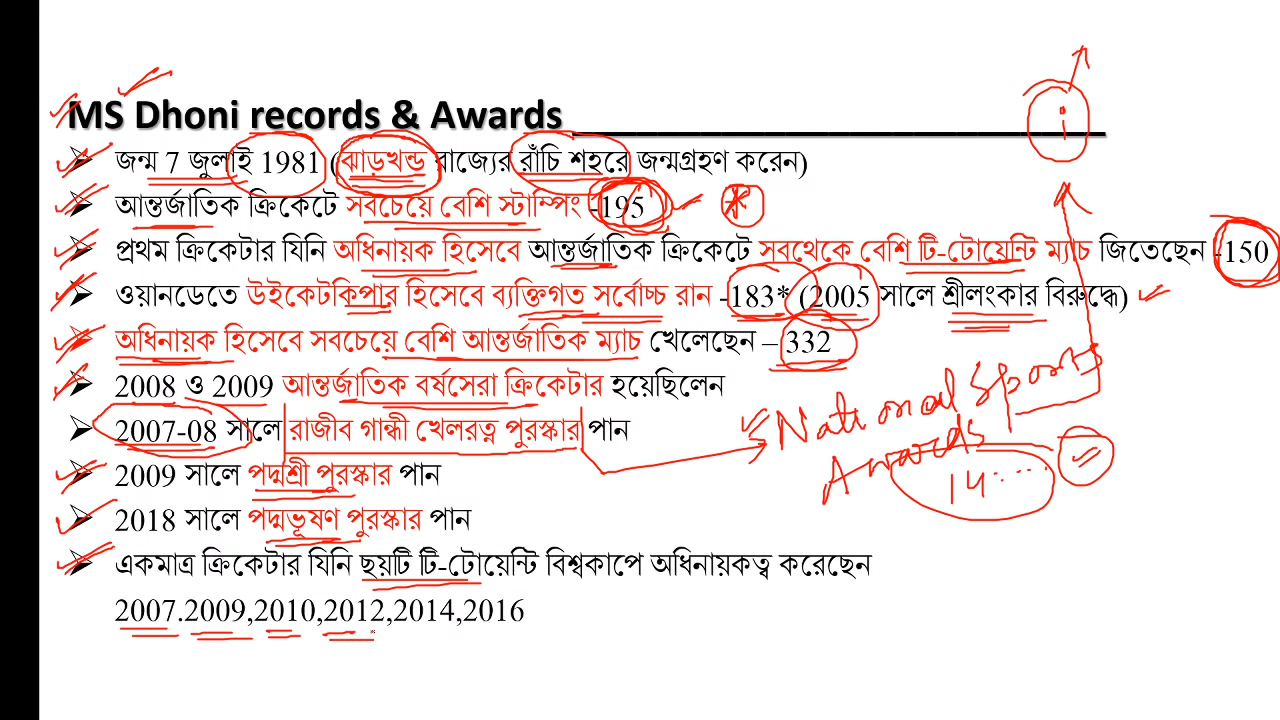 MS Dhoni records & Awards
i
➢ জন্ম 7 জুলাই 1981 (ঝাড়খন্ড রাজ্যের রাঁচি শহরে জন্মগ্রহণ করেন)
➢ আন্তর্জাতিক ক্রিকেটে সবচেয়ে বেশি স্টাম্পিং -195
➢ প্রথম ক্রিকেটার যিনি অধিনায়ক হিসেবে আন্তর্জাতিক ক্রিকেটে সবথেকে বেশি টি-টোয়েন্টি ম্যাচ জিতেছেন -150
➢ ওয়ানডেতে উইকেটকিপার হিসেবে ব্যক্তিগত সর্বোচ্চ রান -183* (2005 সালে শ্রীলংকার বিরুদ্ধে)
➢ অধিনায়ক হিসেবে সবচেয়ে বেশি আন্তর্জাতিক ম্যাচ খেলেছেন – 332
➢ 2008 ও 2009 আন্তর্জাতিক বর্ষসেরা ক্রিকেটার হয়েছিলেন
➢ 2007-08 সালে রাজীব গান্ধী খেলরত্ন পুরস্কার পান
National Sports
Awards
14....
➢ 2009 সালে পদ্মশ্রী পুরস্কার পান
➢ 2018 সালে পদ্মভূষণ পুরস্কার পান
➢ একমাত্র ক্রিকেটার যিনি ছয়টি টি-টোয়েন্টি বিশ্বকাপে অধিনায়কত্ব করেছেন
2007.2009,2010,2012,2014,2016